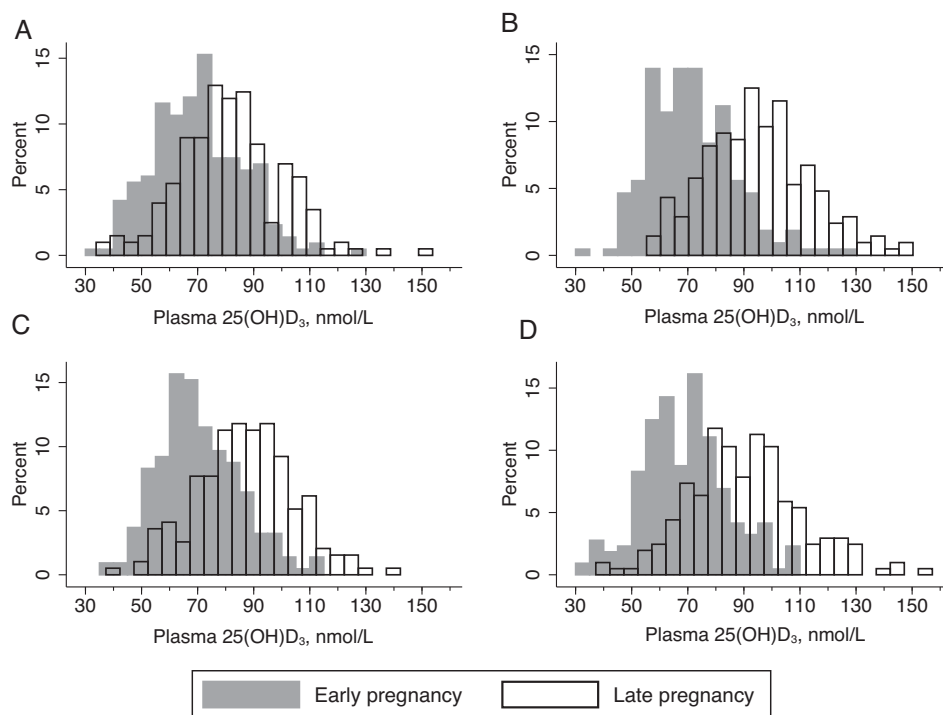 A
15
10
5
0
Percent
30 50 70 90 110 130 150
Plasma 25(OH)D₃, nmol/L
B
15
10
5
0
Percent
30 50 70 90 110 130 150
Plasma 25(OH)D₃, nmol/L
C
15
10
5
0
Percent
30 50 70 90 110 130 150
Plasma 25(OH)D₃, nmol/L
D
15
10
5
0
Percent
30 50 70 90 110 130 150
Plasma 25(OH)D₃, nmol/L
Early pregnancy Late pregnancy